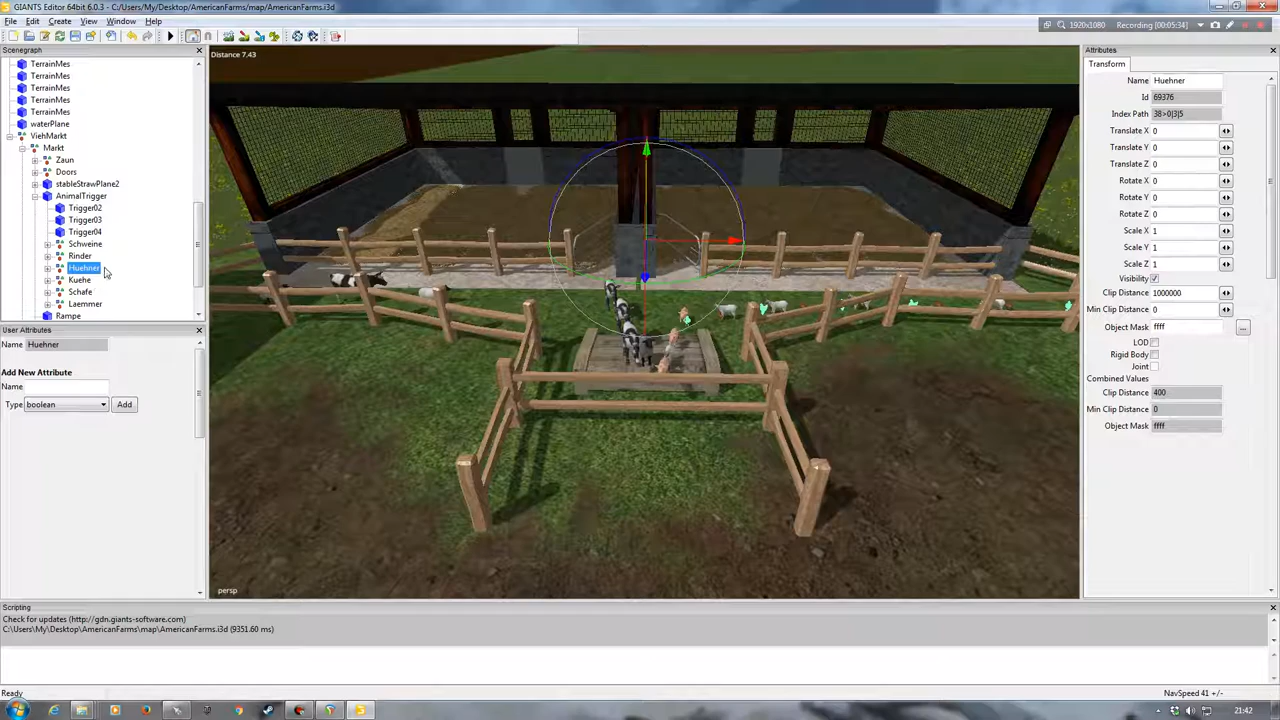 GIANTS Editor 64bit 6.0.3 - C:/Users/My/Desktop/AmericanFarms/map/AmericanFarms.i3d
File Edit Create View Window Help
1920x1080 Recording [00:05:34]
Scenegraph
TerrainMes
TerrainMes
TerrainMes
TerrainMes
TerrainMes
waterPlane
ViehMarkt
Markt
Zaun
Doors
stableStrawPlane2
AnimalTrigger
Trigger02
Trigger03
Trigger04
Schweine
Rinder
Huehner
Kuehe
Schafe
Laemmer
Rampe
User Attributes
Name Huehner
Add New Attribute
Name
Type boolean Add
Distance 7.43
persp
Attributes
Transform
Name Huehner
Id 69376
Index Path 38>0|3|5
Translate X 0
Translate Y 0
Translate Z 0
Rotate X 0
Rotate Y 0
Rotate Z 0
Scale X 1
Scale Y 1
Scale Z 1
Visibility
Clip Distance 1000000
Min Clip Distance 0
Object Mask ffff ...
LOD
Rigid Body
Joint
Combined Values
Clip Distance 400
Min Clip Distance 0
Object Mask ffff
Scripting
Check for updates (http://gdn.giants-software.com)
C:\Users\My\Desktop\AmericanFarms\map\AmericanFarms.i3d (9351.60 ms)
Ready
NavSpeed 41 +/-
21:42